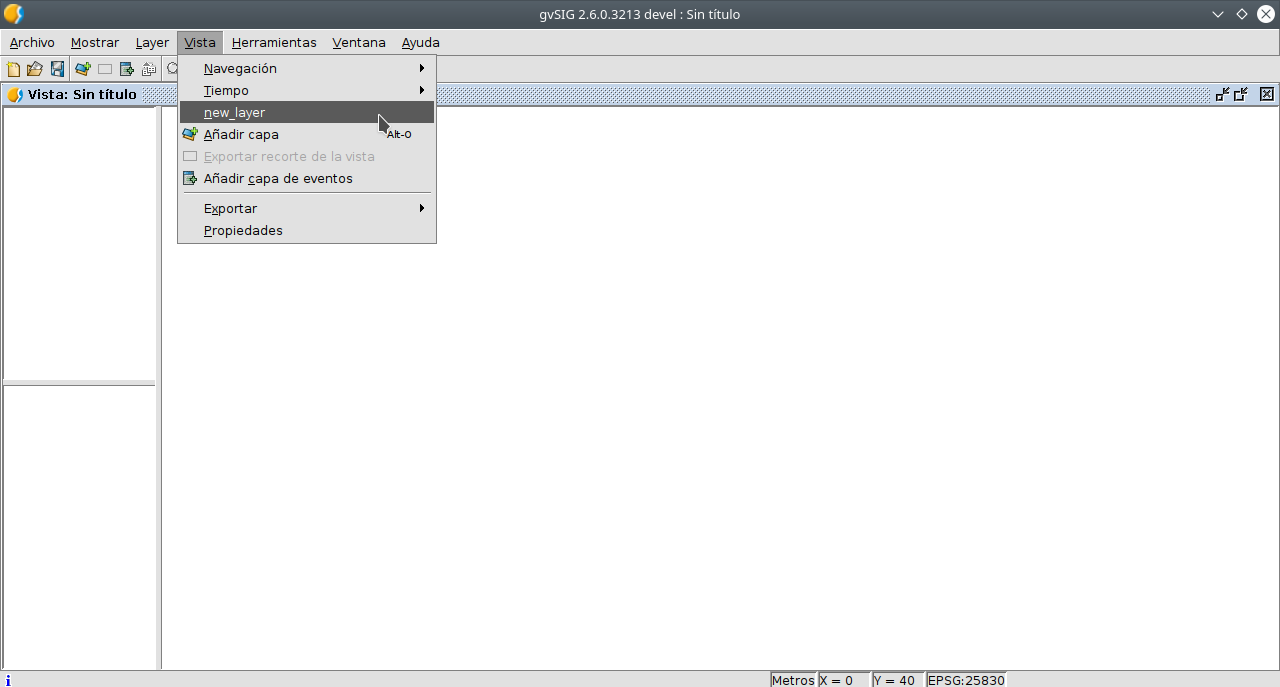 gvSIG 2.6.0.3213 devel : Sin título
Archivo Mostrar Layer Vista Herramientas Ventana Ayuda
Vista: Sin título
Navegación
Tiempo
new_layer
Añadir capa Alt-O
Exportar recorte de la vista
Añadir capa de eventos
Exportar
Propiedades
i Metros X = 0 Y = 40 EPSG:25830